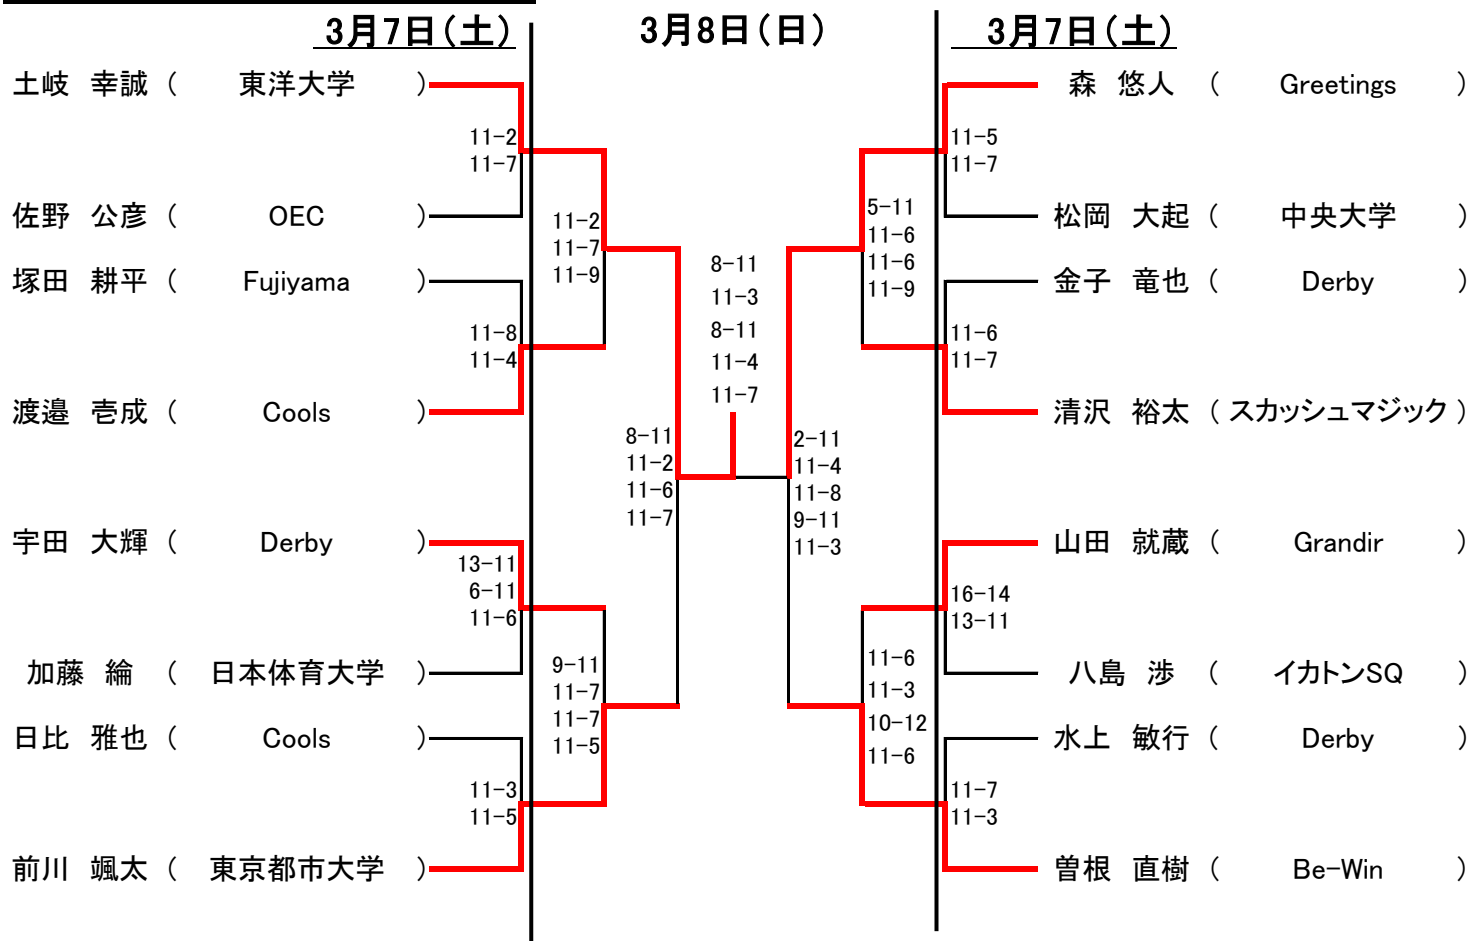 3月7日（土）
3月8日（日）
3月7日（土）
土岐　幸誠（　東洋大学　）
森 悠人　（　Greetings　）
11-2
11-7
11-5
11-7
佐野　公彦（　OEC　）
松岡　大起（　中央大学　）
11-2
11-7
11-9
5-11
11-6
11-6
11-9
塚田　耕平（　Fujiyama　）
金子　竜也（　Derby　）
8-11
11-3
8-11
11-4
11-7
11-8
11-4
11-6
11-7
渡邉　壱成（　Cools　）
清沢　裕太（スカッシュマジック）
8-11
11-2
11-6
11-7
2-11
11-4
11-8
9-11
11-3
宇田　大輝（　Derby　）
山田　就蔵（　Grandir　）
13-11
6-11
11-6
16-14
13-11
加藤 綸　（　日本体育大学　）
八島 渉　（　イカトンSQ　）
9-11
11-7
11-7
11-5
11-6
11-3
10-12
11-6
日比　雅也（　Cools　）
水上　敏行（　Derby　）
11-3
11-5
11-7
11-3
前川　颯太（　東京都市大学　）
曽根　直樹（　Be-Win　）